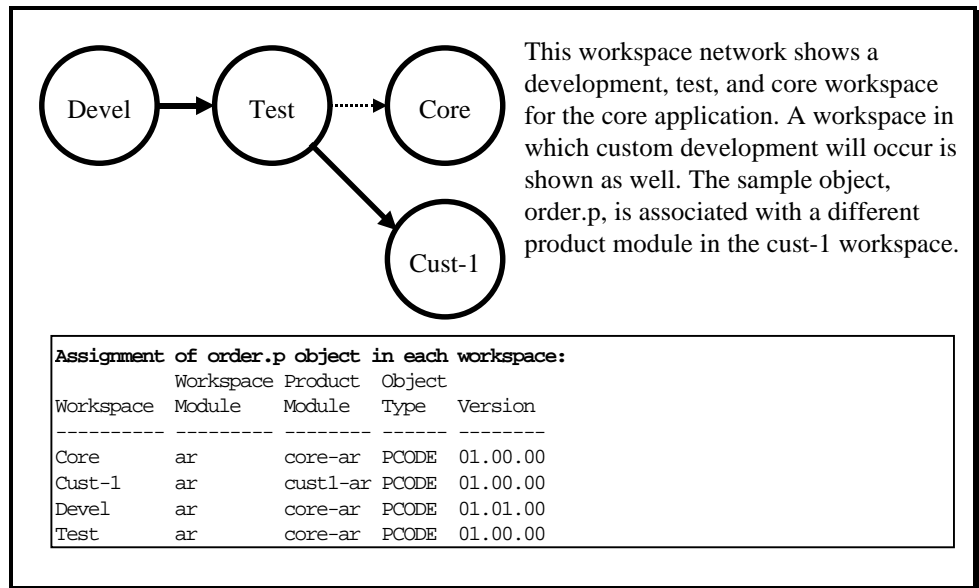 Devel
Test
Core
Cust-1
This workspace network shows a
development, test, and core workspace
for the core application. A workspace in
which custom development will occur is
shown as well. The sample object,
order.p, is associated with a different
product module in the cust-1 workspace.
Assignment of order.p object in each workspace:
Workspace Product Object
Workspace Module Module Type Version
---------- --------- -------- ------ --------
Core ar core-ar PCODE 01.00.00
Cust-1 ar cust1-ar PCODE 01.00.00
Devel ar core-ar PCODE 01.01.00
Test ar core-ar PCODE 01.00.00